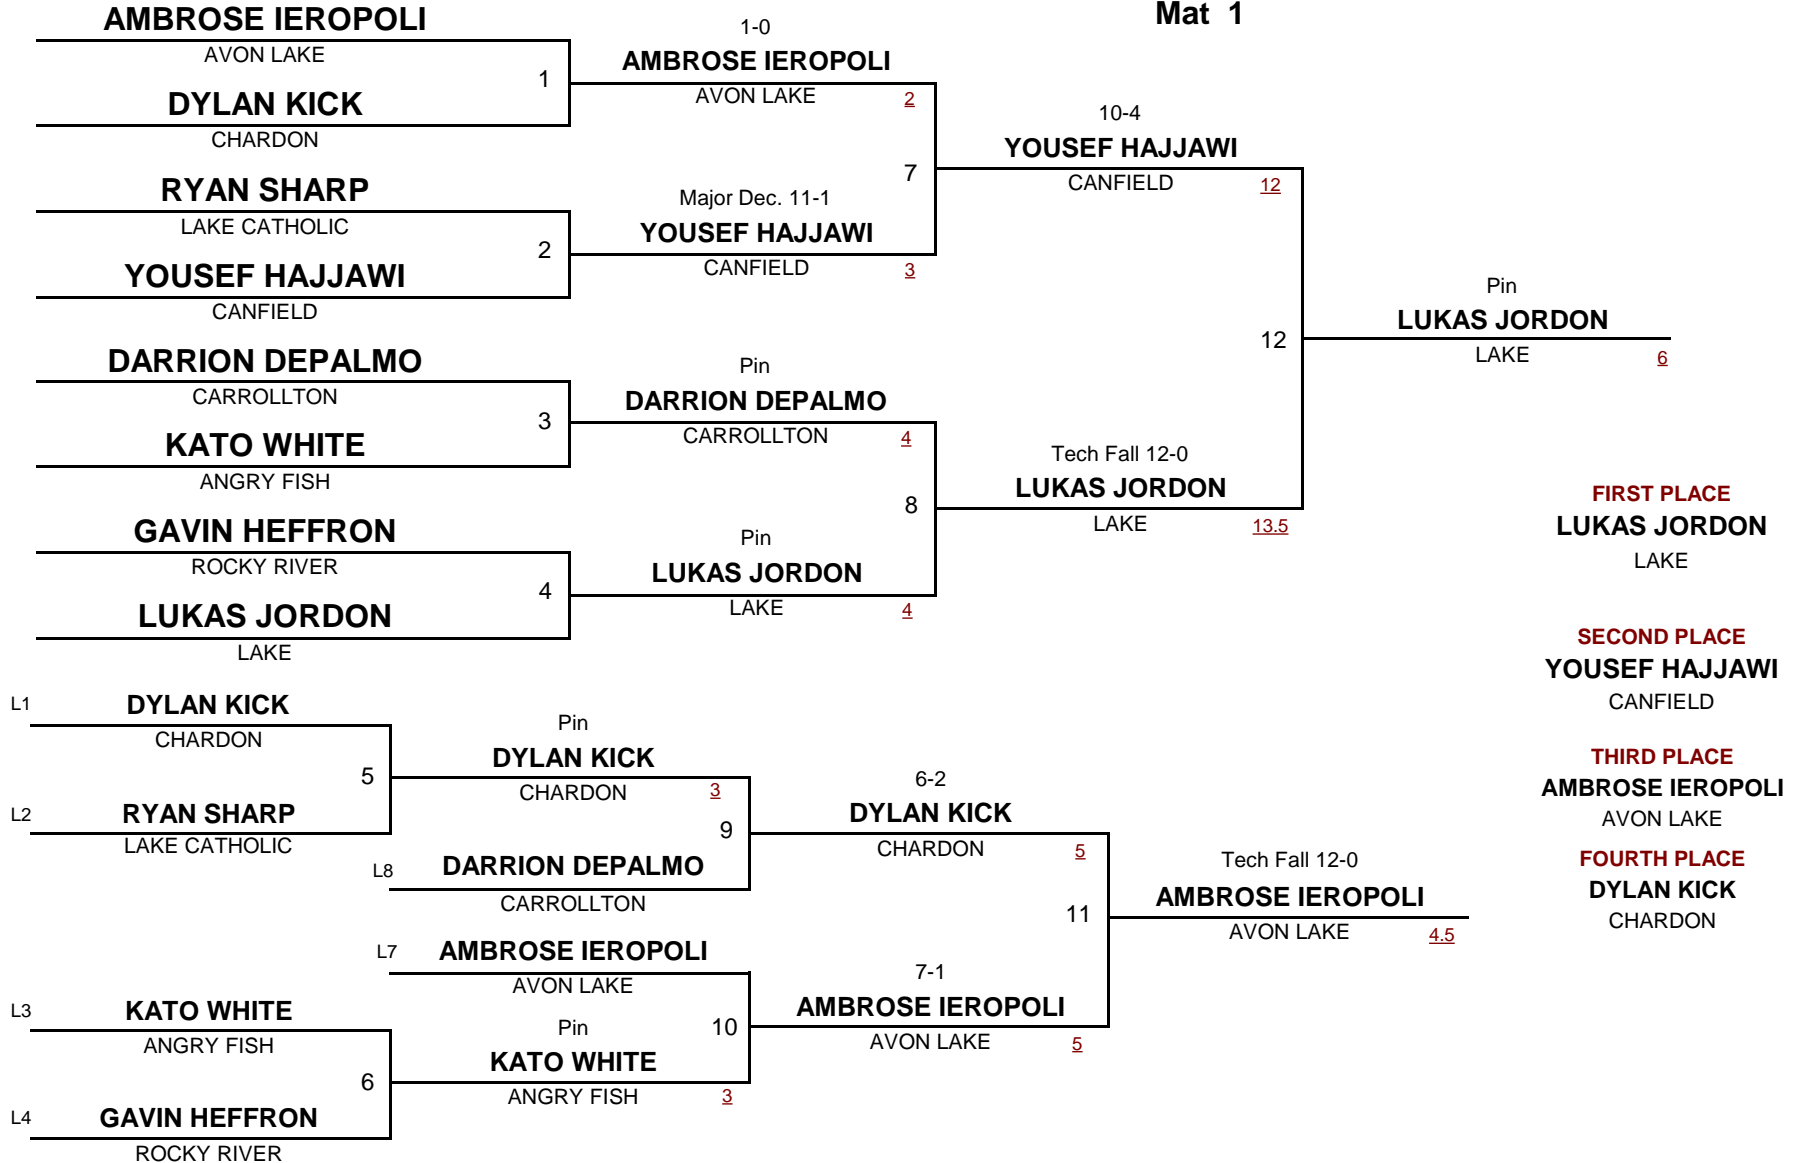 Mat 1
AMBROSE IEROPOLI
AVON LAKE
1
DYLAN KICK
CHARDON
RYAN SHARP
LAKE CATHOLIC
2
YOUSEF HAJJAWI
CANFIELD
DARRION DEPALMO
CARROLLTON
3
KATO WHITE
ANGRY FISH
GAVIN HEFFRON
ROCKY RIVER
4
LUKAS JORDON
LAKE
1-0
AMBROSE IEROPOLI
AVON LAKE 2
7
Major Dec. 11-1
YOUSEF HAJJAWI
CANFIELD 3
Pin
DARRION DEPALMO
CARROLLTON 4
8
Pin
LUKAS JORDON
LAKE 4
10-4
YOUSEF HAJJAWI
CANFIELD 12
12
Tech Fall 12-0
LUKAS JORDON
LAKE 13.5
Pin
LUKAS JORDON
LAKE 6
FIRST PLACE
LUKAS JORDON
LAKE
SECOND PLACE
YOUSEF HAJJAWI
CANFIELD
THIRD PLACE
AMBROSE IEROPOLI
AVON LAKE
FOURTH PLACE
DYLAN KICK
CHARDON
L1 DYLAN KICK
CHARDON
5
L2 RYAN SHARP
LAKE CATHOLIC
L3 KATO WHITE
ANGRY FISH
6
L4 GAVIN HEFFRON
ROCKY RIVER
Pin
DYLAN KICK
CHARDON 3
9
L8 DARRION DEPALMO
CARROLLTON
L7 AMBROSE IEROPOLI
AVON LAKE
10
Pin
KATO WHITE
ANGRY FISH 3
6-2
DYLAN KICK
CHARDON 5
11
7-1
AMBROSE IEROPOLI
AVON LAKE 5
Tech Fall 12-0
AMBROSE IEROPOLI
AVON LAKE 4.5